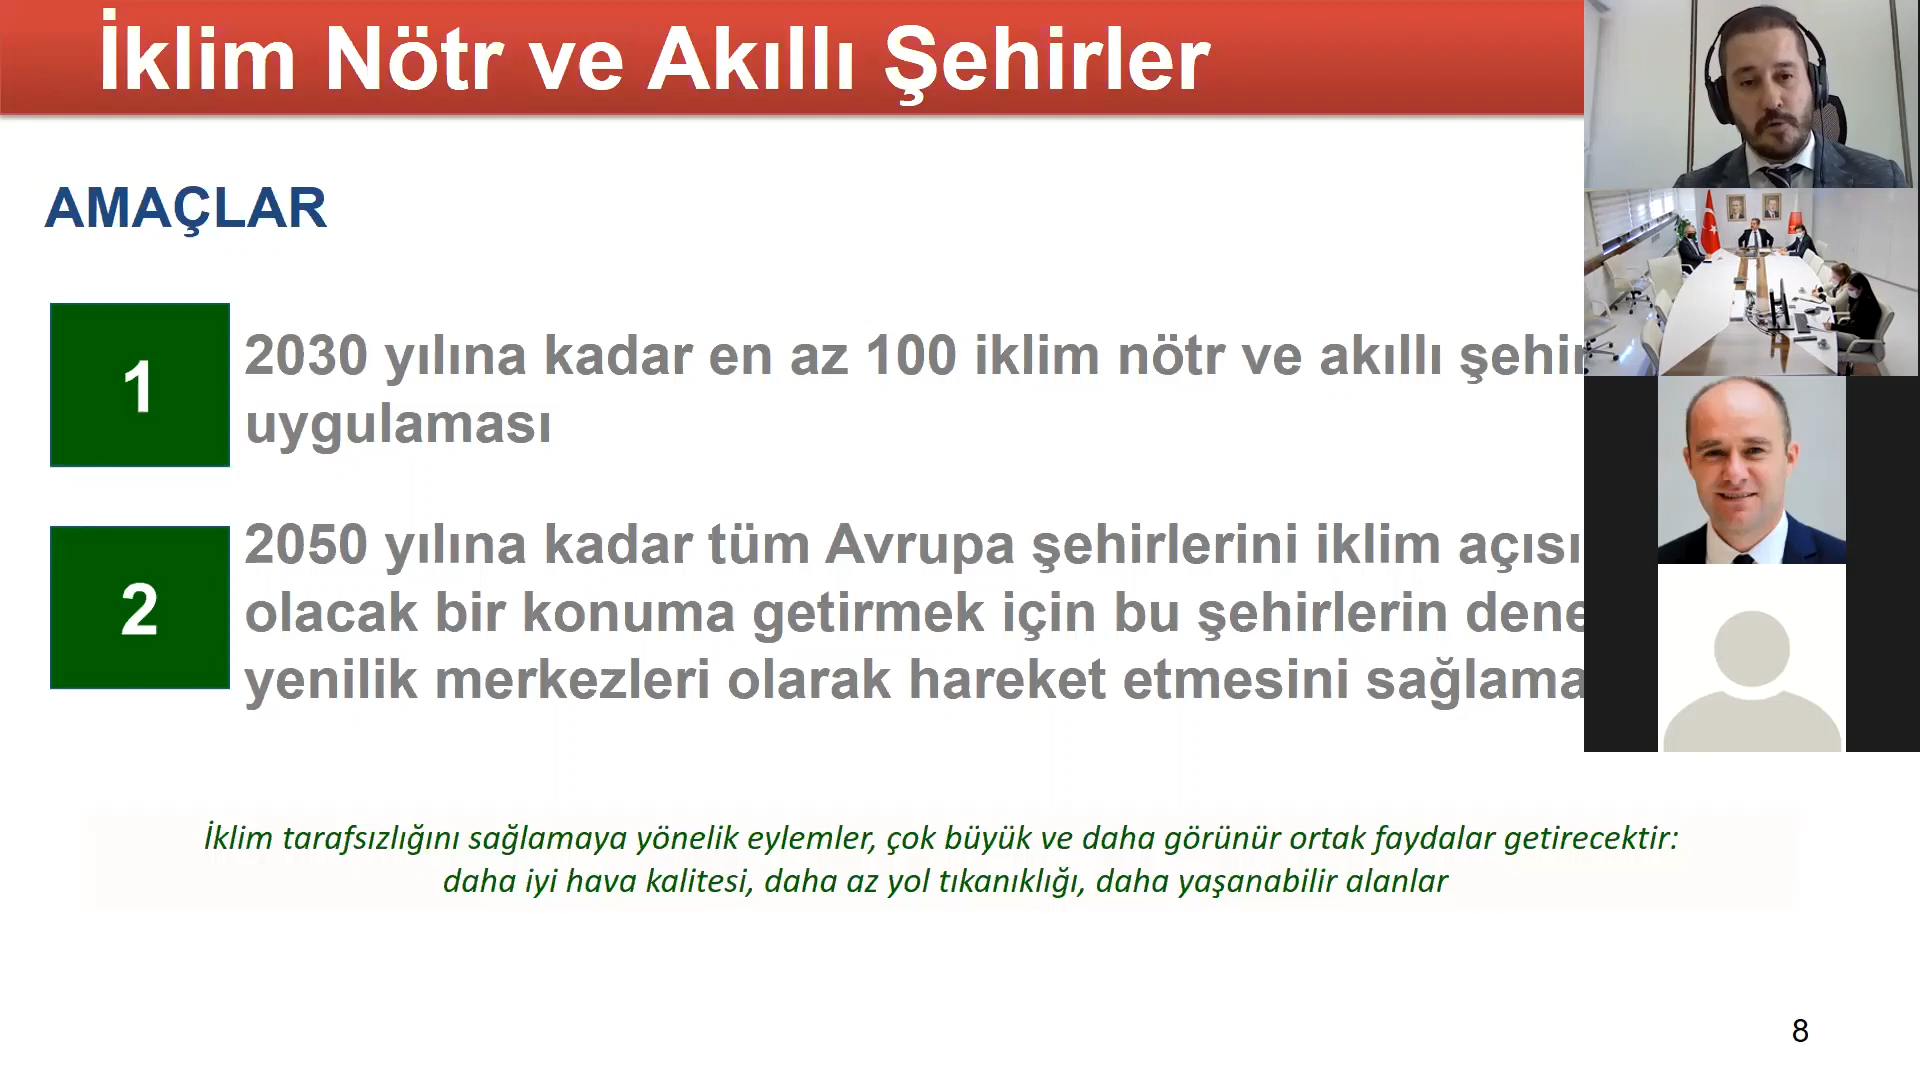 İklim Nötr ve Akıllı Şehirler
AMAÇLAR
1
2030 yılına kadar en az 100 iklim nötr ve akıllı şehir
uygulaması
2
2050 yılına kadar tüm Avrupa şehirlerini iklim
olacak bir konuma getirmek için bu şehirlerin
yenilik merkezleri olarak hareket etmesini
İklim tarafsızlığını sağlamaya yönelik eylemler, çok büyük ve daha görünür ortak faydalar getirecektir:
daha iyi hava kalitesi, daha az yol tıkanıklığı, daha yaşanabilir alanlar
8